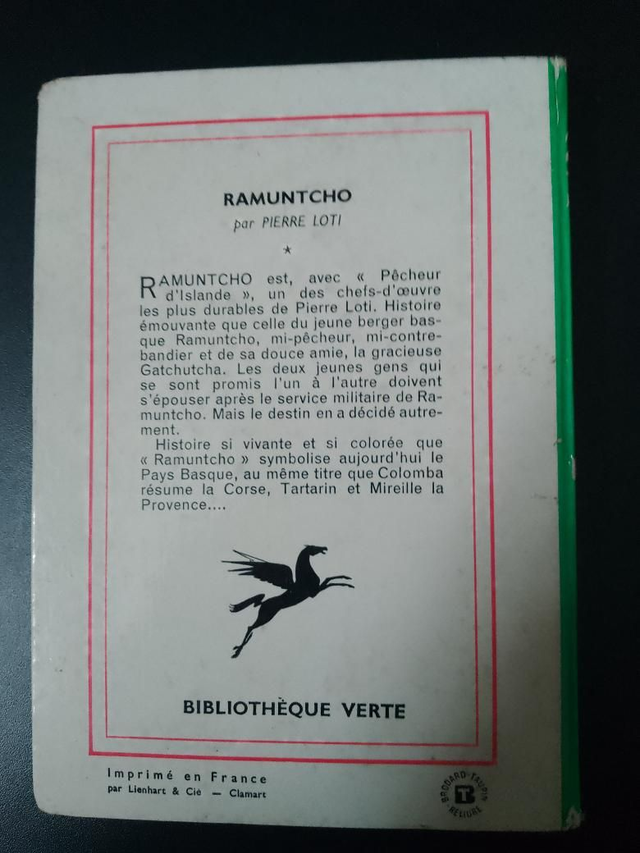 RAMUNTCHO
par PIERRE LOTI
RAMUNTCHO est, avec « Pêcheur
d'Islande », un des chefs-d'œuvre
les plus durables de Pierre Loti. Histoire
émouvante que celle du jeune berger bas-
que Ramuntcho, mi-pêcheur, mi-contre-
bandier et de sa douce amie, la gracieuse
Gatchutcha. Les deux jeunes gens qui
se sont promis l'un à l'autre doivent
s'épouser après le service militaire de Ra-
muntcho. Mais le destin en a décidé autre-
ment.
Histoire si vivante et si colorée que
« Ramuntcho » symbolise aujourd'hui le
Pays Basque, au même titre que Colomba
résume la Corse, Tartarin et Mireille la
Provence....
BIBLIOTHÈQUE VERTE
Imprimé en France
par Lienhart & Cie — Clamart
BRODARD-TAUPIN
RELIURE